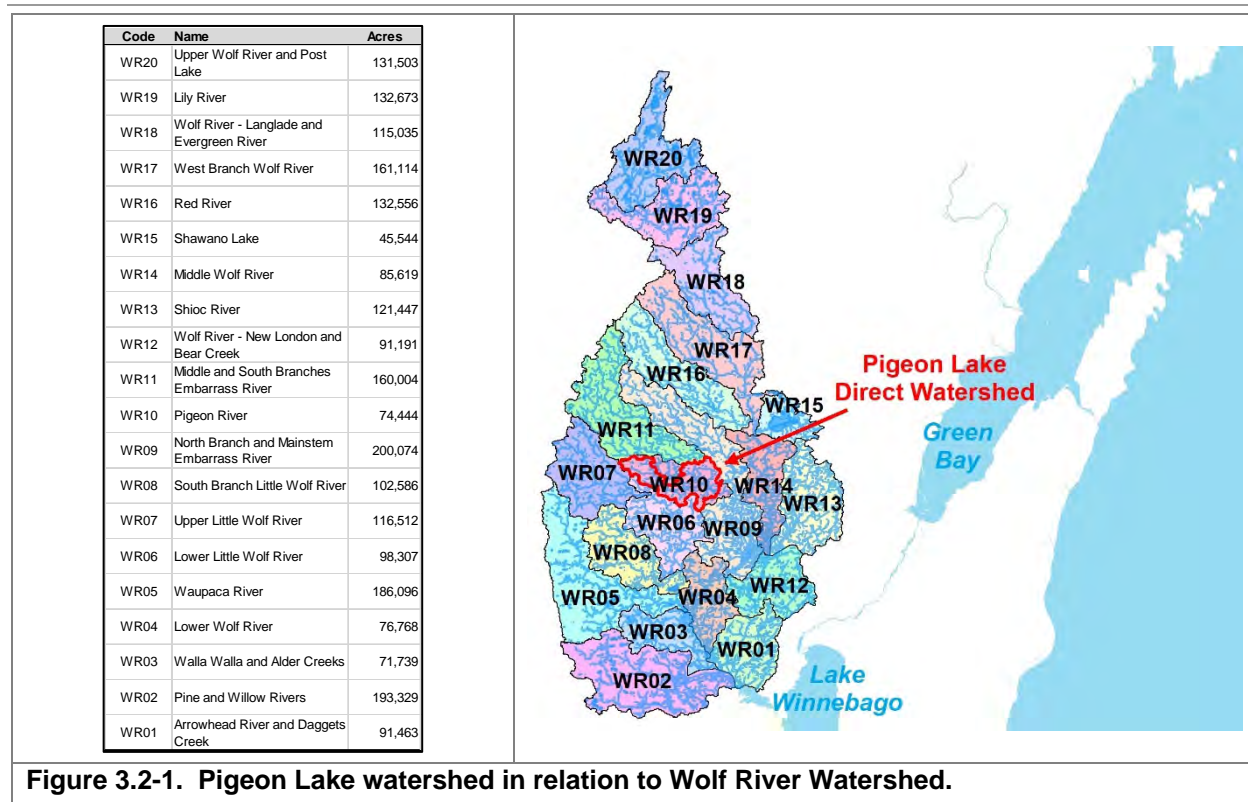 Code Name Acres
WR20 Upper Wolf River and Post Lake 131,503
WR19 Lily River 132,673
WR18 Wolf River - Langlade and Evergreen River 115,035
WR17 West Branch Wolf River 161,114
WR16 Red River 132,556
WR15 Shawano Lake 45,544
WR14 Middle Wolf River 85,619
WR13 Shioc River 121,447
WR12 Wolf River - New London and Bear Creek 91,191
WR11 Middle and South Branches Embarrass River 160,004
WR10 Pigeon River 74,444
WR09 North Branch and Mainstem Embarrass River 200,074
WR08 South Branch Little Wolf River 102,586
WR07 Upper Little Wolf River 116,512
WR06 Lower Little Wolf River 98,307
WR05 Waupaca River 186,096
WR04 Lower Wolf River 76,768
WR03 Walla Walla and Alder Creeks 71,739
WR02 Pine and Willow Rivers 193,329
WR01 Arrowhead River and Daggets Creek 91,463
WR20
WR19
WR18
WR17
WR16
Pigeon Lake
Direct Watershed
WR15
WR11
Green
Bay
WR07
WR10
WR14
WR13
WR06
WR09
WR08
WR12
WR05
WR04
WR03
WR01
WR02
Lake
Winnebago
Figure 3.2-1. Pigeon Lake watershed in relation to Wolf River Watershed.